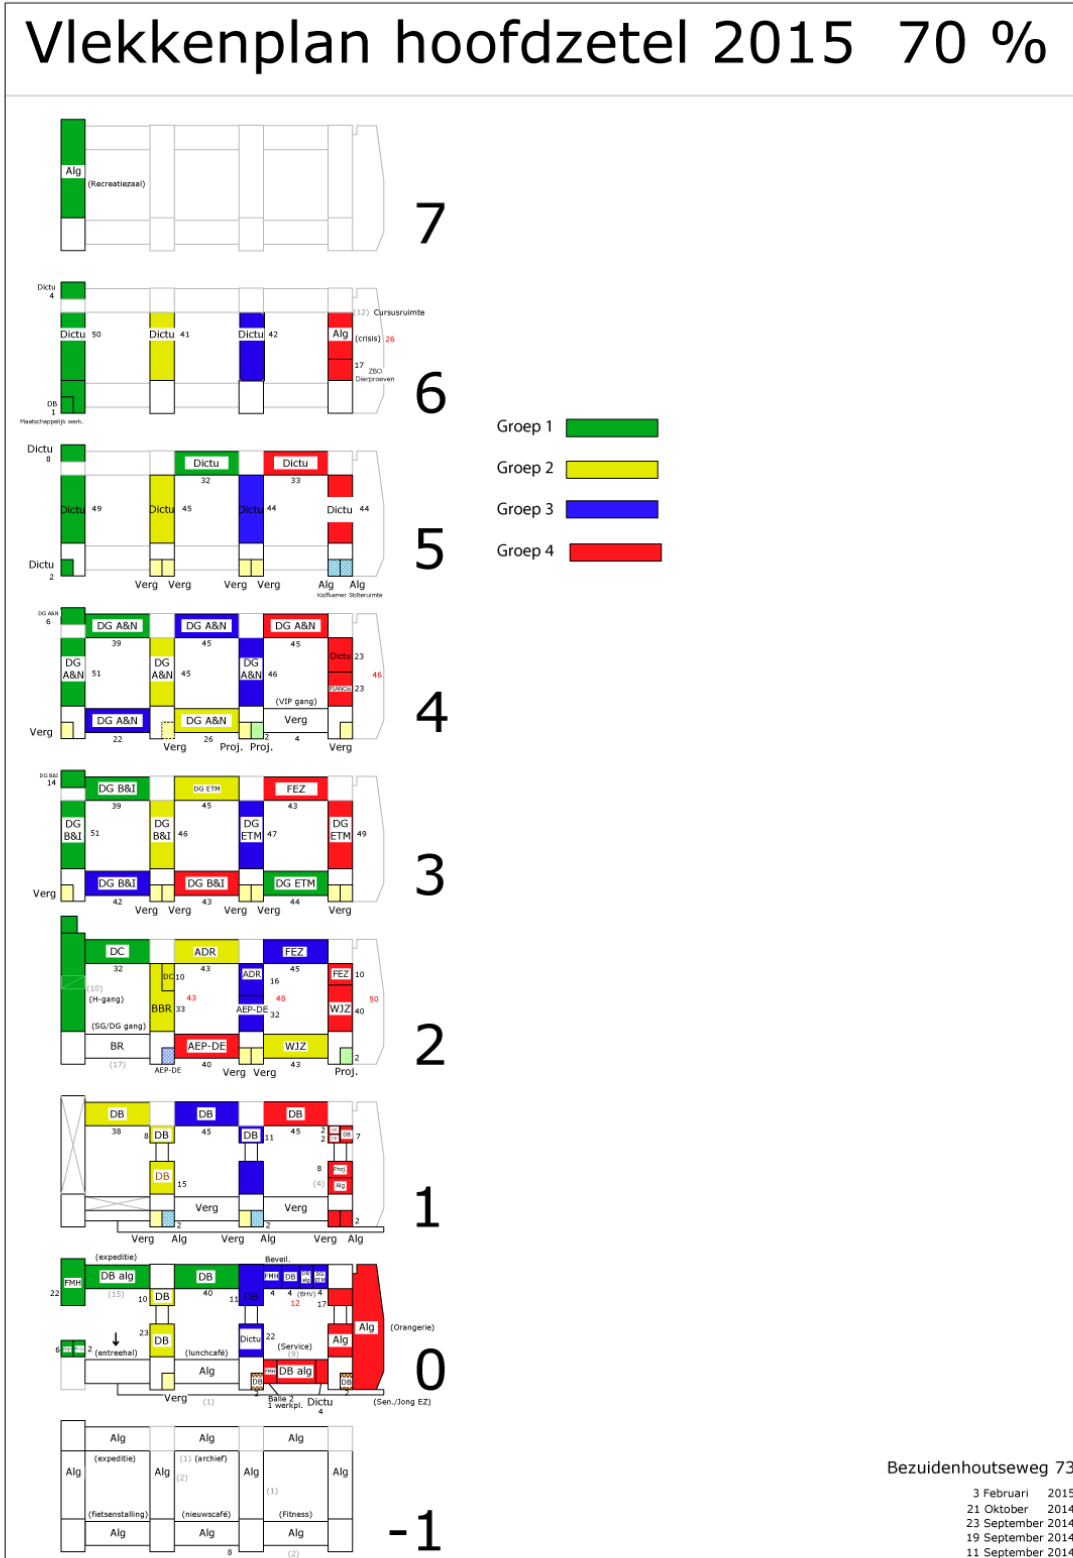 Vlekkenplan hoofdzetel 2015  70 %
Alg
(Recreatiezaal)
7
Dictu
4
(12) Cursusruimte
Dictu 50 Dictu 41 Dictu 42 Alg (crisis) 26
17 ZBO
Dierproeven
DB
1
Maatschappelijk werk.
6
Groep 1
Groep 2
Groep 3
Groep 4
Dictu
8
Dictu Dictu
32 33
Dictu 49 Dictu 45 Dictu 44 Dictu 44
Dictu
2
Verg Verg Verg Verg Alg Alg
Kolfkamer Stilteruimte
5
DG A&N
6
DG A&N DG A&N DG A&N
39 45 45
DG A&N 51 DG A&N 45 DG A&N 46 Dictu 23
46
23
(VIP gang)
DG A&N DG A&N Verg
22 26 2 4
Verg Verg Proj. Proj. Verg
4
DG B&I
14
DG B&I DG ETM FEZ
39 45 43
DG B&I 51 DG B&I 46 DG ETM 47 DG ETM 49
DG B&I DG B&I DG ETM
42 43 44
Verg Verg Verg Verg Verg Verg
3
DC ADR FEZ
32 43 45
(10) DC 10 ADR 16 FEZ 10
(H-gang) 43 48 50
BBR 33 AEP-DE 32 WJZ 40
(SG/DG gang)
BR AEP-DE WJZ
(17) 40 43 2
AEP-DE Verg Verg Proj.
2
DB DB DB
38 45 45
8 DB DB 11 2 2 DB 7
DB 15 8 Proj.
(4) Alg
Verg Verg
2 2 2
Verg Alg Verg Alg Verg Alg
1
(expeditie) Beveil.
FMH DB alg DB FMH DB
22 (15) 40 4 4 (BHV) 4
10 DB 11 DB 12 17
Alg (Orangerie)
23 DB Dictu 22 (Service) Alg
6 2 (entreehal) (lunchcafé) (9)
Alg FMH DB alg DB DB
2 2
Verg (1) Balie 2
1 werkpl. Dictu
4
(Sen./Jong EZ)
0
Alg Alg Alg
(expeditie) (1) (archief)
Alg Alg (2) Alg Alg
(1)
(fietsenstalling) (nieuwscafé) (Fitness)
Alg Alg Alg
8 (2)
-1
Bezuidenhoutseweg 73
3 Februari 2015
21 Oktober 2014
23 September 2014
19 September 2014
11 September 2014